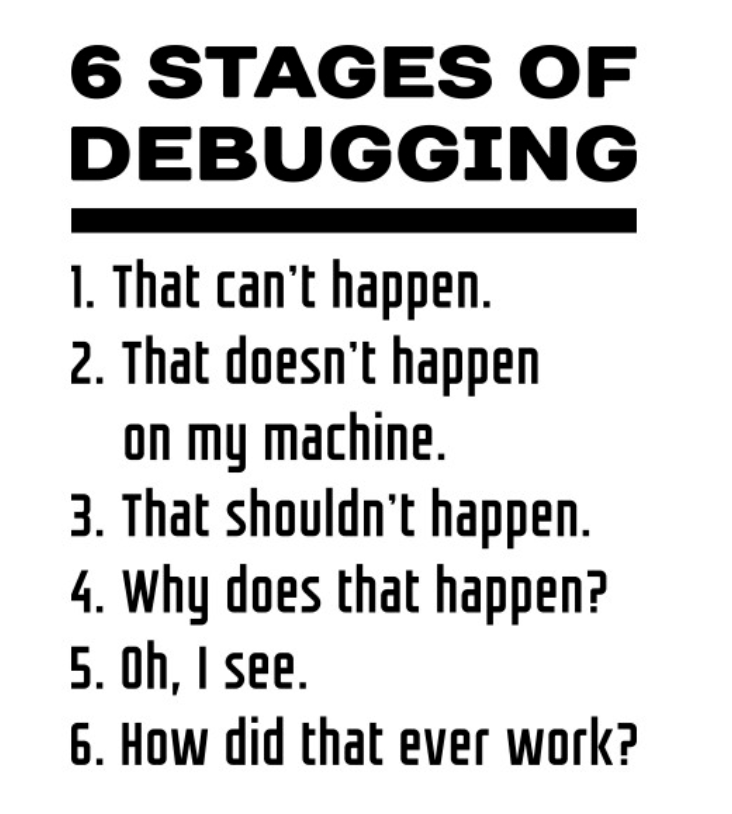 6 STAGES OF
DEBUGGING
1. That can't happen.
2. That doesn't happen
on my machine.
3. That shouldn't happen.
4. Why does that happen?
5. Oh, I see.
6. How did that ever work?